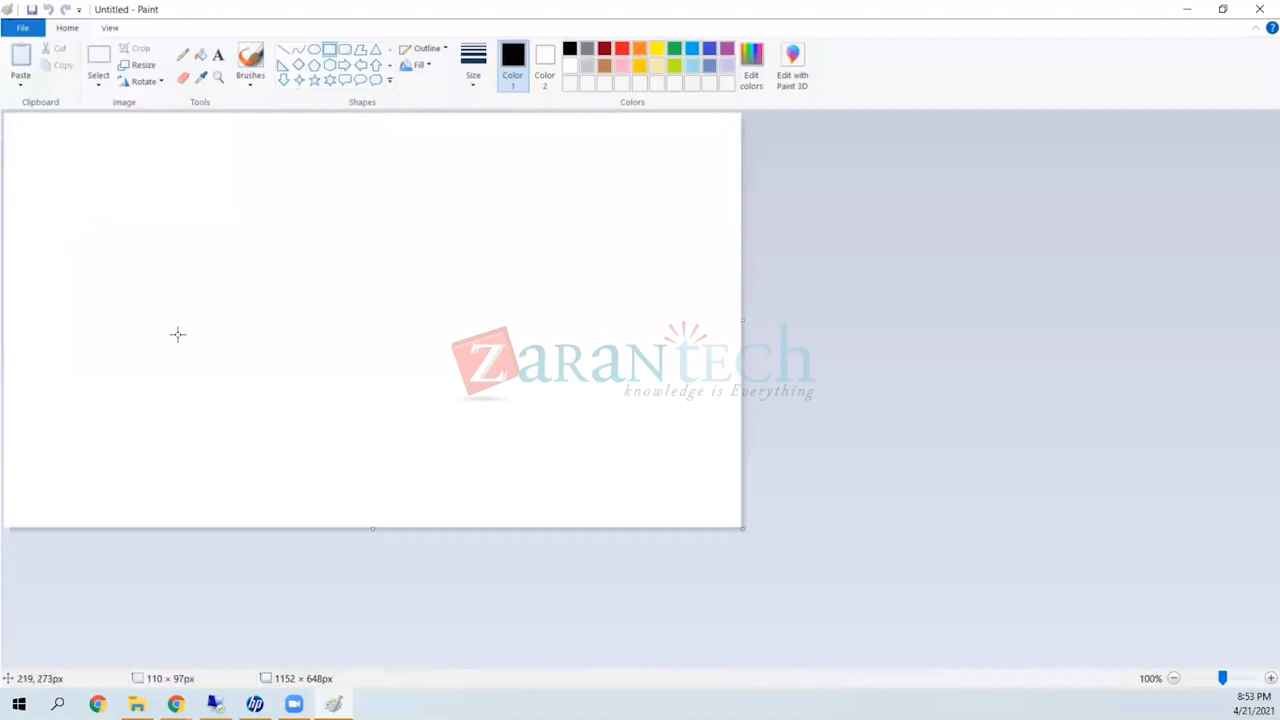 Untitled - Paint
File Home View
Paste
Cut
Copy
Clipboard
Select
Crop
Resize
Rotate
Image
Tools
Brushes
Shapes
Outline
Fill
Size
Color 1
Color 2
Colors
Edit colors
Edit with Paint 3D
zaranTech
knowledge is Everything
219, 273px 110 × 97px 1152 × 648px 100%
8:53 PM
4/21/2021